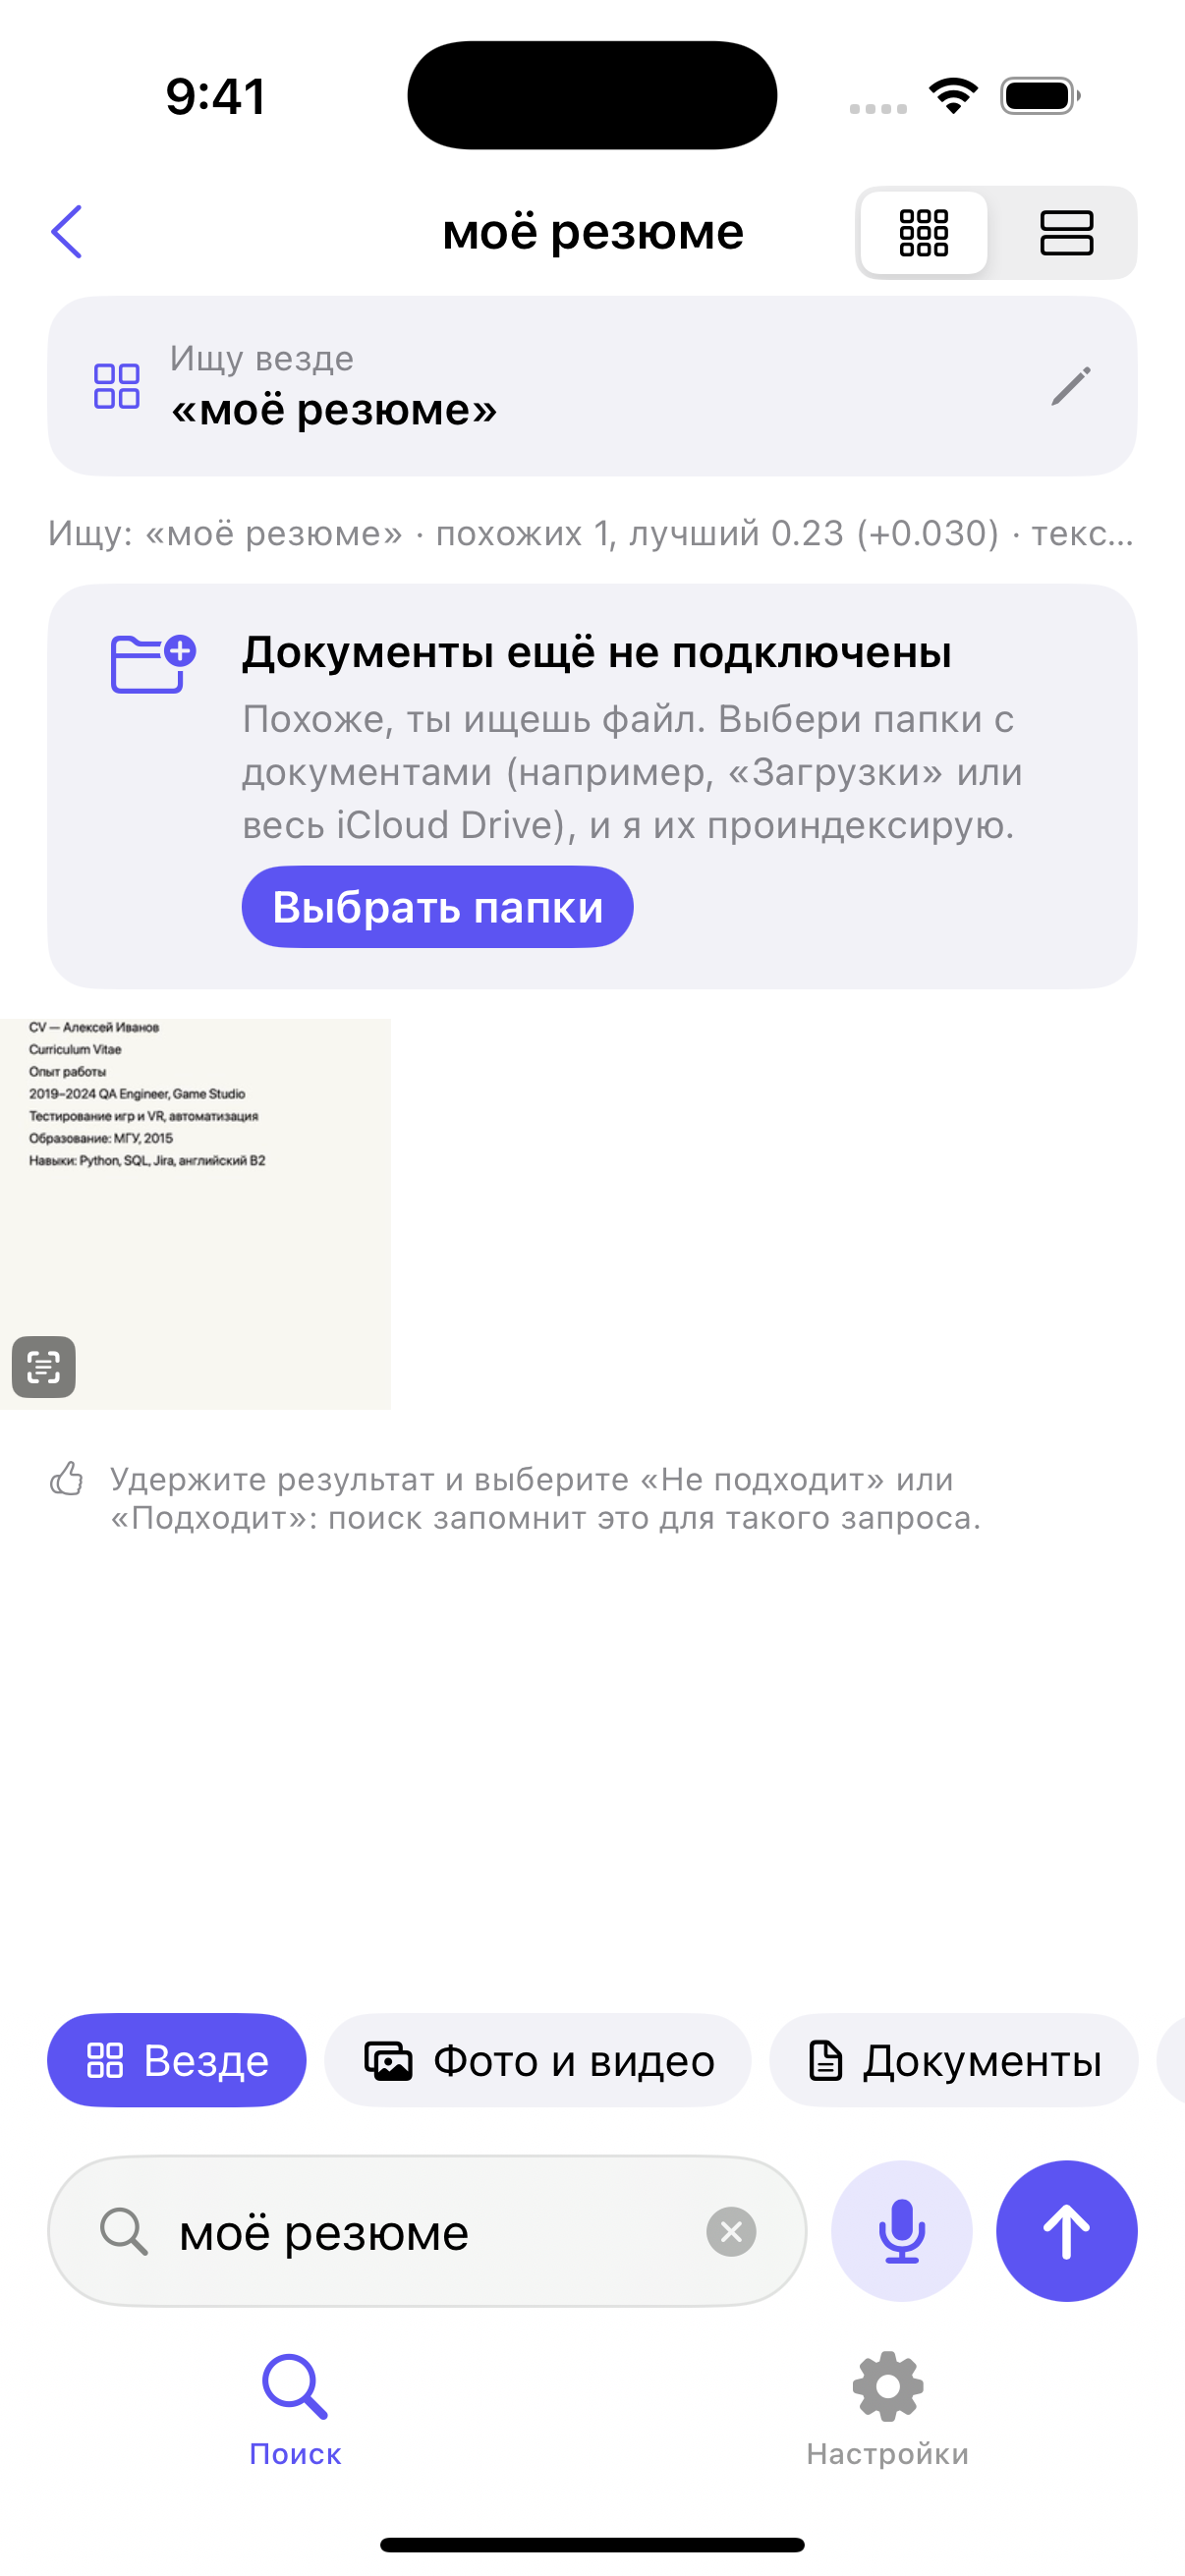 9:41
моё резюме
Ищу везде
«моё резюме»
Ищу: «моё резюме» · похожих 1, лучший 0.23 (+0.030) · текс...
Документы ещё не подключены
Похоже, ты ищешь файл. Выбери папки с
документами (например, «Загрузки» или
весь iCloud Drive), и я их проиндексирую.
Выбрать папки
CV — Алексей Иванов
Curriculum Vitae
Опыт работы
2019–2024 QA Engineer, Game Studio
Тестирование игр и VR, автоматизация
Образование: МГУ, 2015
Навыки: Python, SQL, Jira, английский B2
Удержите результат и выберите «Не подходит» или
«Подходит»: поиск запомнит это для такого запроса.
Везде
Фото и видео
Документы
моё резюме
Поиск
Настройки